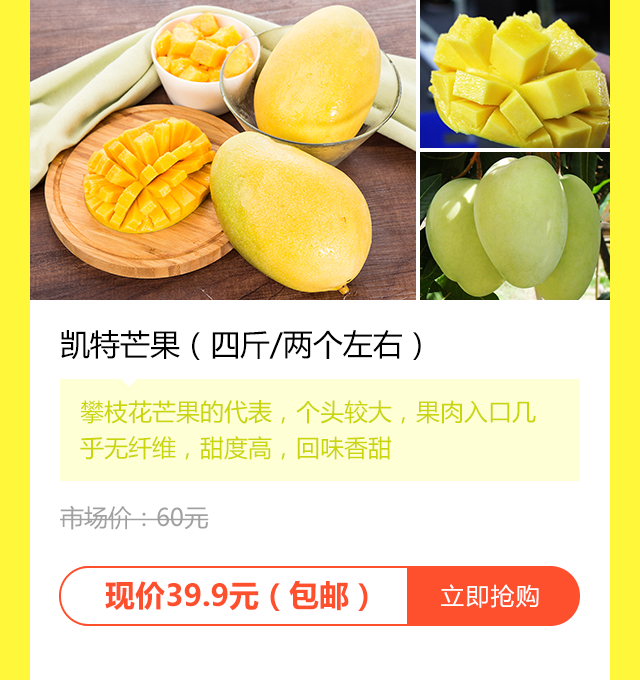 凯特芒果（四斤/两个左右）
攀枝花芒果的代表，个头较大，果肉入口几
乎无纤维，甜度高，回味香甜
市场价：60元
现价39.9元（包邮）
立即抢购